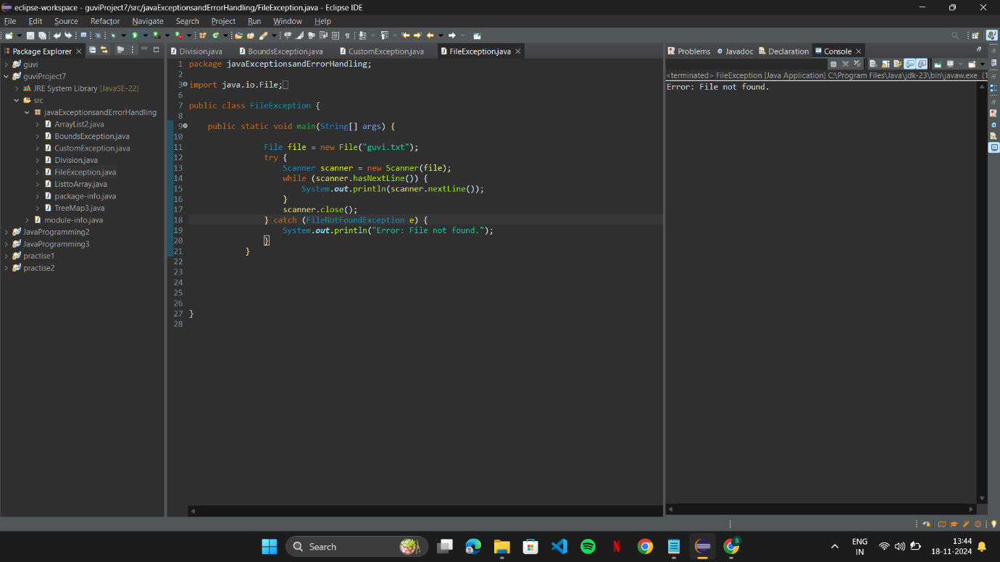 eclipse-workspace - guviProject7/src/javaExceptionsandErrorHandling/FileException.java - Eclipse IDE
File Edit Source Refactor Navigate Search Project Run Window Help
Package Explorer
guvi
guviProject7
JRE System Library [JavaSE-22]
src
javaExceptionsandErrorHandling
ArrayList2.java
BoundsException.java
CustomException.java
Division.java
FileException.java
ListtoArray.java
package-info.java
TreeMap3.java
module-info.java
JavaProgramming2
JavaProgramming3
practise1
practise2
Division.java BoundsException.java CustomException.java FileException.java
1 package javaExceptionsandErrorHandling;
2
3 import java.io.File;
6
7 public class FileException {
8
9 public static void main(String[] args) {
10
11 File file = new File("guvi.txt");
12 try {
13 Scanner scanner = new Scanner(file);
14 while (scanner.hasNextLine()) {
15 System.out.println(scanner.nextLine());
16 }
17 scanner.close();
18 } catch (FileNotFoundException e) {
19 System.out.println("Error: File not found.");
20 }
21 }
22
23
24
25
26
27 }
28
Problems Javadoc Declaration Console
<terminated> FileException [Java Application] C:\Program Files\Java\jdk-23\bin\javaw.exe (1
Error: File not found.
Search
ENG
IN
13:44
18-11-2024